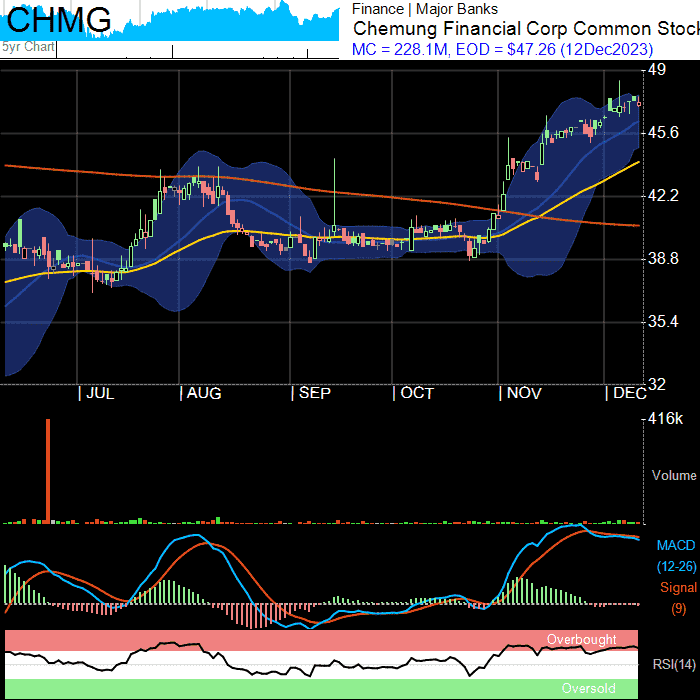 CHMG
5yr Chart
Finance | Major Banks
Chemung Financial Corp Common Stock
MC = 228.1M, EOD = $47.26 (12Dec2023)
49
45.6
42.2
38.8
35.4
32
| JUL | AUG | SEP | OCT | NOV | DEC
416k
Volume
MACD
(12-26)
Signal
(9)
Overbought
RSI(14)
Oversold